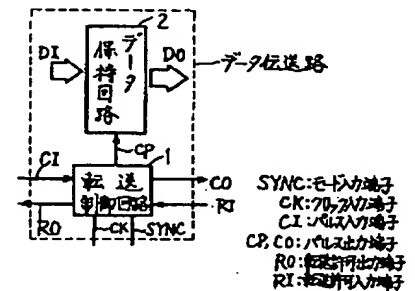 2
DI
データ保持回路
DO
データ伝送路
CP
1
CI
転送制御回路
CO
RO
RI
CK
SYNC
SYNC:モード入力端子
CK:クロック入力端子
CI:パルス入力端子
CP,CO:パルス出力端子
RO:転送許可出力端子
RI:転送許可入力端子